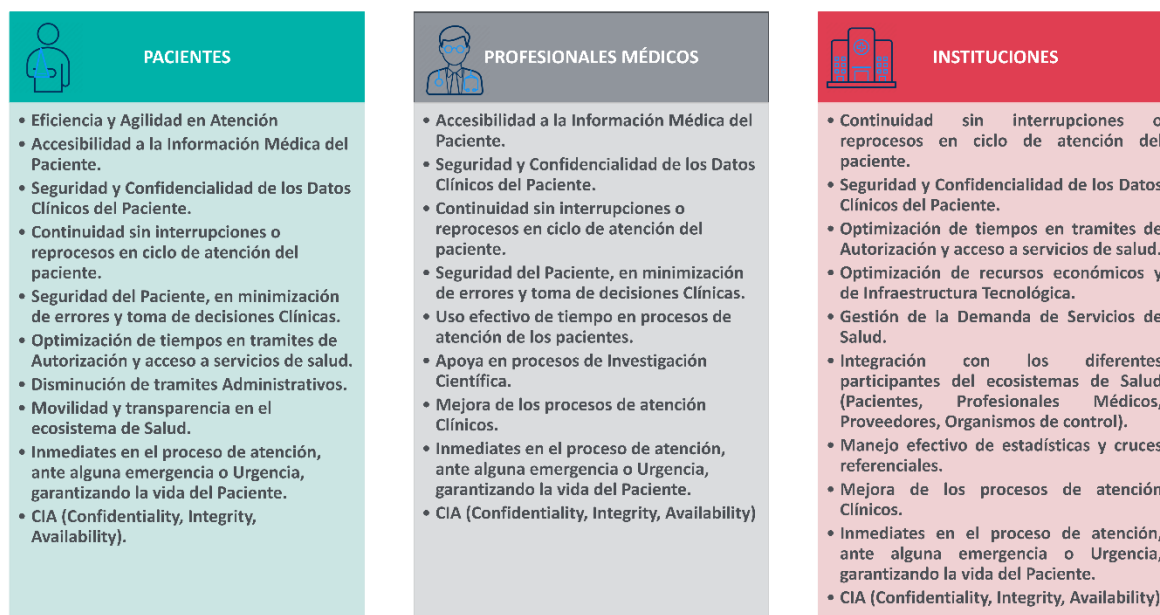 PACIENTES
• Eficiencia y Agilidad en Atención
• Accesibilidad a la Información Médica del
Paciente.
• Seguridad y Confidencialidad de los Datos
Clínicos del Paciente.
• Continuidad sin interrupciones o
reprocesos en ciclo de atención del
paciente.
• Seguridad del Paciente, en minimización
de errores y toma de decisiones Clínicas.
• Optimización de tiempos en tramites de
Autorización y acceso a servicios de salud.
• Disminución de tramites Administrativos.
• Movilidad y transparencia en el
ecosistema de Salud.
• Inmediates en el proceso de atención,
ante alguna emergencia o Urgencia,
garantizando la vida del Paciente.
• CIA (Confidentiality, Integrity,
Availability).
PROFESIONALES MÉDICOS
• Accesibilidad a la Información Médica del
Paciente.
• Seguridad y Confidencialidad de los Datos
Clínicos del Paciente.
• Continuidad sin interrupciones o
reprocesos en ciclo de atención del
paciente.
• Seguridad del Paciente, en minimización
de errores y toma de decisiones Clínicas.
• Uso efectivo de tiempo en procesos de
atención de los pacientes.
• Apoya en procesos de Investigación
Científica.
• Mejora de los procesos de atención
Clínicos.
• Inmediates en el proceso de atención,
ante alguna emergencia o Urgencia,
garantizando la vida del Paciente.
• CIA (Confidentiality, Integrity, Availability)
INSTITUCIONES
• Continuidad sin interrupciones o
reprocesos en ciclo de atención del
paciente.
• Seguridad y Confidencialidad de los Datos
Clínicos del Paciente.
• Optimización de tiempos en tramites de
Autorización y acceso a servicios de salud.
• Optimización de recursos económicos y
de Infraestructura Tecnológica.
• Gestión de la Demanda de Servicios de
Salud.
• Integración con los diferentes
participantes del ecosistemas de Salud
(Pacientes, Profesionales Médicos,
Proveedores, Organismos de control).
• Manejo efectivo de estadísticas y cruces
referenciales.
• Mejora de los procesos de atención
Clínicos.
• Inmediates en el proceso de atención,
ante alguna emergencia o Urgencia,
garantizando la vida del Paciente.
• CIA (Confidentiality, Integrity, Availability)